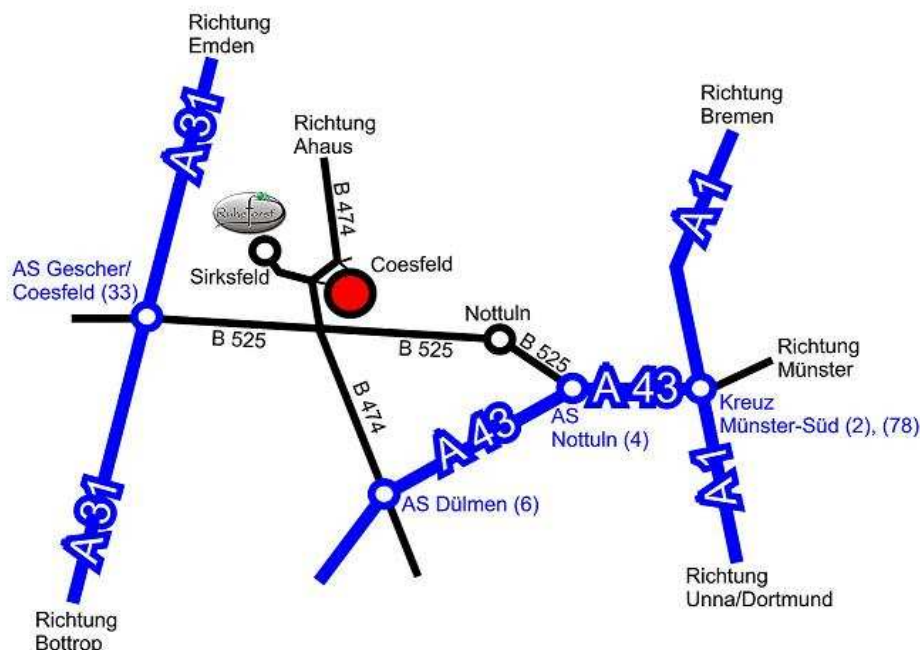 Richtung
Emden
A 31
Richtung
Ahaus
B 474
Richtung
Bremen
A 1
Ruheforst
Sirksfeld
Coesfeld
AS Gescher/
Coesfeld (33)
B 525
B 525
Nottuln
B 525
Richtung
Münster
A 43
Kreuz
Münster-Süd (2), (78)
AS
Nottuln (4)
B 474
A 43
A 1
AS Dülmen (6)
A 31
Richtung
Unna/Dortmund
Richtung
Bottrop